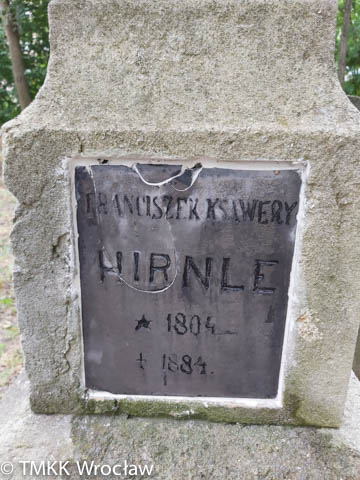 FRANCISZEK KSAWERY
HIRNLE
★ 1804
† 1884.
© TMKK Wrocław